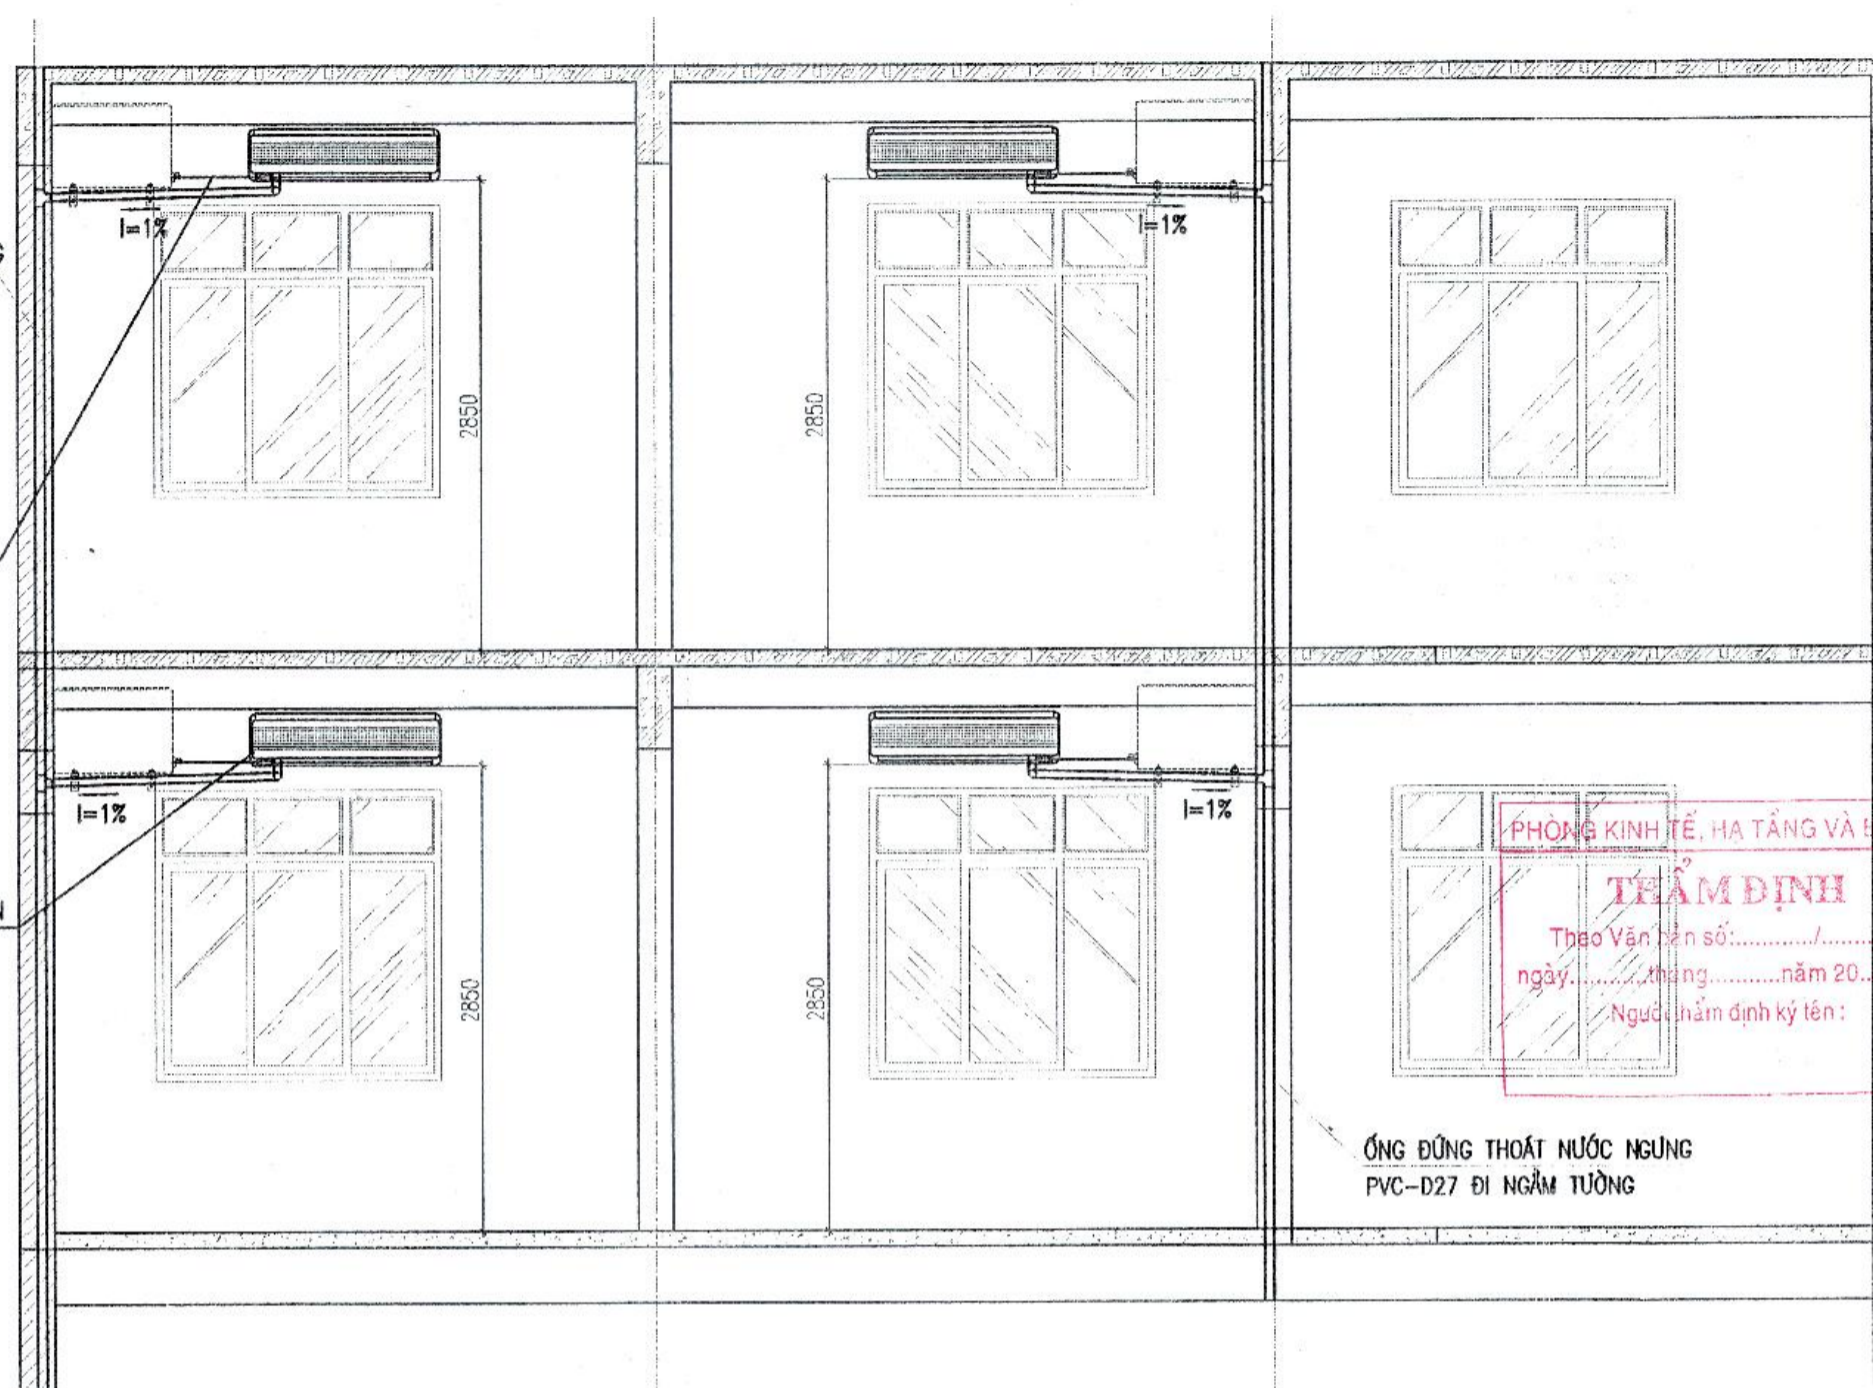 I=1%
I=1%
2850
2850
I=1%
I=1%
2850
2850
PHÒNG KINH TẾ, HẠ TẦNG VÀ
THẨM ĐỊNH
Theo Văn bản số:............/.........
ngày...........tháng...........năm 20..
Người thẩm định ký tên :
ỐNG ĐỨNG THOÁT NƯỚC NGƯNG
PVC-D27 ĐI NGẦM TƯỜNG